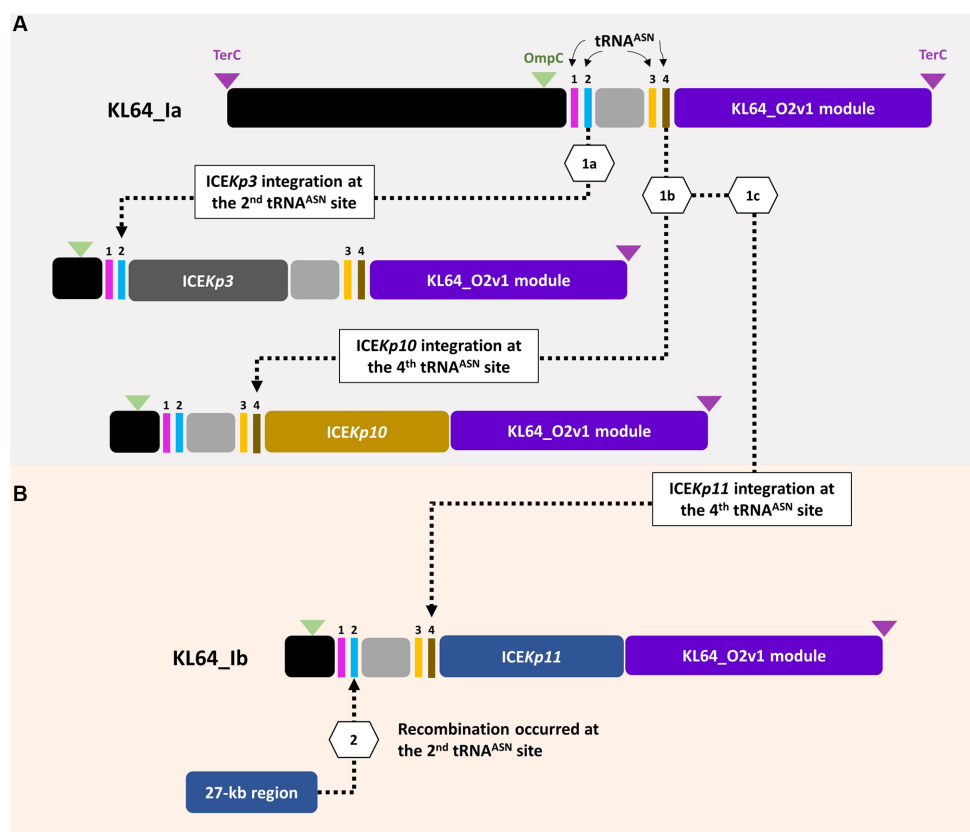 A
tRNAASN
TerC
OmpC
TerC
1 2 3 4
KL64_Ia
KL64_O2v1 module
1a
ICEKp3 integration at
the 2nd tRNAASN site
1b
1c
1 2 3 4
ICEKp3
KL64_O2v1 module
ICEKp10 integration at
the 4th tRNAASN site
1 2 3 4
ICEKp10
KL64_O2v1 module
B
ICEKp11 integration at
the 4th tRNAASN site
1 2 3 4
KL64_Ib
ICEKp11
KL64_O2v1 module
2
Recombination occurred at
the 2nd tRNAASN site
27-kb region